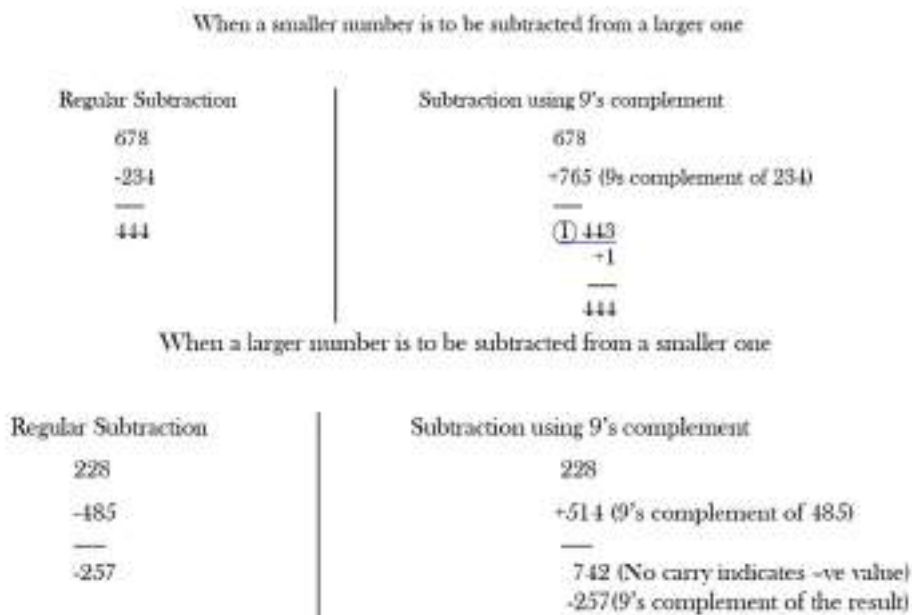 When a smaller number is to be subtracted from a larger one
Regular Subtraction
678
-234
444
Subtraction using 9's complement
678
+765 (9s complement of 234)
1 443
+1
444
When a larger number is to be subtracted from a smaller one
Regular Subtraction
228
-485
-257
Subtraction using 9's complement
228
+514 (9's complement of 485)
742 (No carry indicates –ve value)
-257(9's complement of the result)